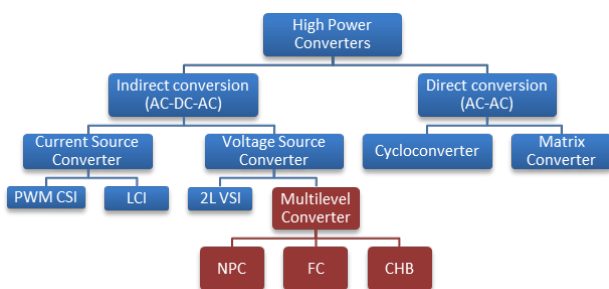 High Power
Converters
Indirect conversion
(AC-DC-AC)
Direct conversion
(AC-AC)
Current Source
Converter
Voltage Source
Converter
Cycloconverter
Matrix
Converter
PWM CSI
LCI
2L VSI
Multilevel
Converter
NPC
FC
CHB